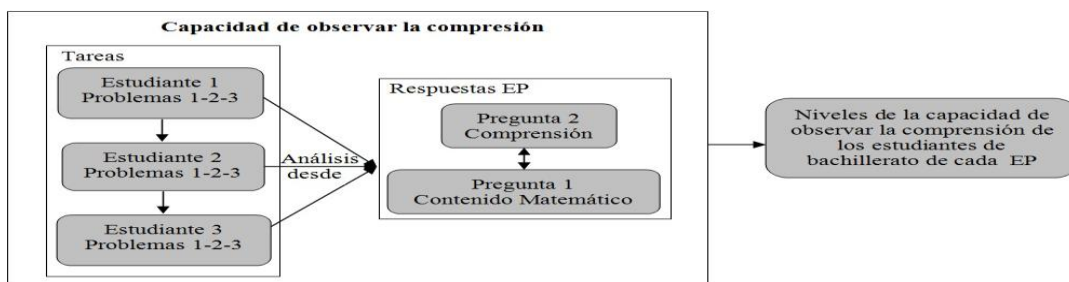 Capacidad de observar la compresión
Tareas
Estudiante 1
Problemas 1-2-3
Estudiante 2
Problemas 1-2-3
Estudiante 3
Problemas 1-2-3
Análisis
desde
Respuestas EP
Pregunta 2
Comprensión
Pregunta 1
Contenido Matemático
Niveles de la capacidad de
observar la comprensión de
los estudiantes de
bachillerato de cada EP